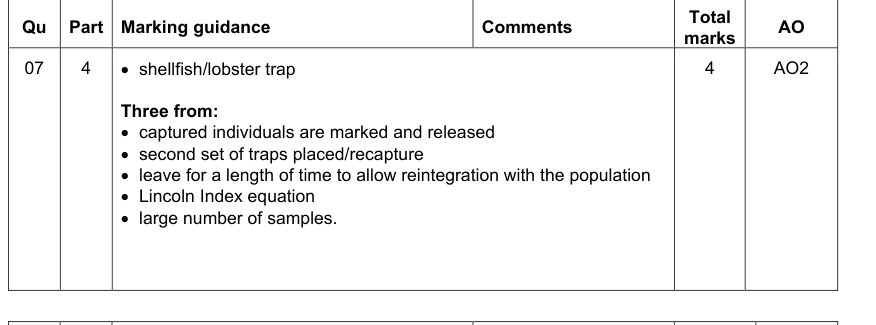 Qu Part Marking guidance Comments Total marks AO
07 4 • shellfish/lobster trap 4 AO2
Three from:
• captured individuals are marked and released
• second set of traps placed/recapture
• leave for a length of time to allow reintegration with the population
• Lincoln Index equation
• large number of samples.